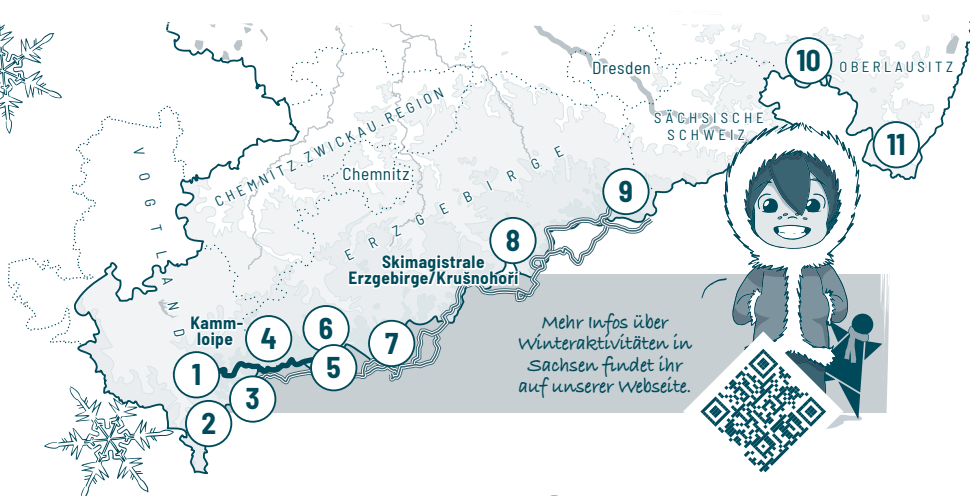 10
OBERLAUSITZ
Dresden
SÄCHSISCHE
SCHWEIZ
11
CHEMNITZ-ZWICKAU REGION
VOGTLAND
Chemnitz
ERZGEBIRGE
9
8
Skimagistrale
Erzgebirge/Krušnohoří
Kamm-
loipe
4
6
7
5
1
3
2
Mehr Infos über
Winteraktivitäten in
Sachsen findet ihr
auf unserer Webseite.